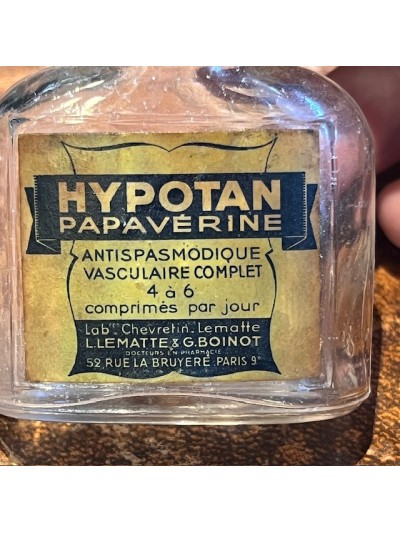 HYPOTAN
PAPAVÉRINE
ANTISPASMODIQUE
VASCULAIRE COMPLET
4 à 6
comprimés par jour
Labᵗˢ Chevretin-Lematte
L.LEMATTE & G.BOINOT
DOCTEURS EN PHARMACIE
52 RUE LA BRUYÈRE PARIS 9ᵉ